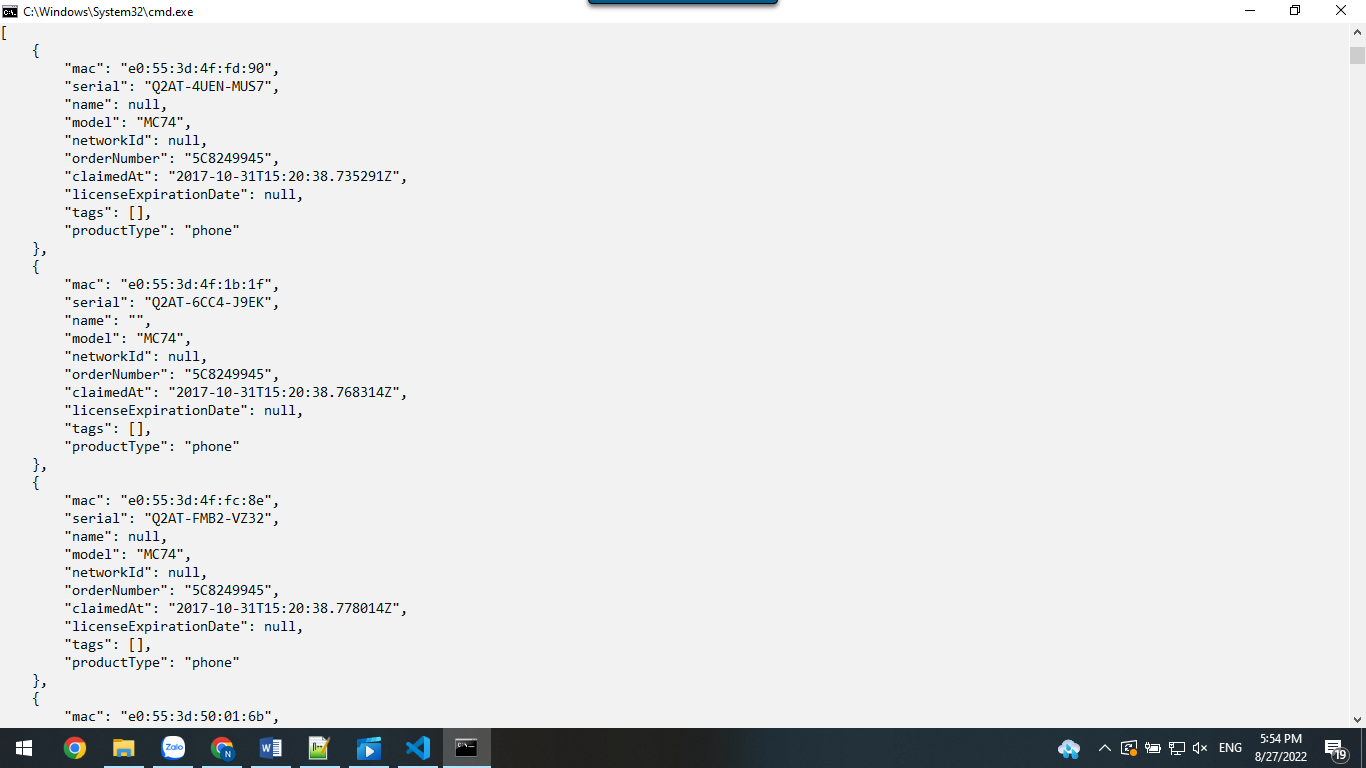 C:\Windows\System32\cmd.exe
[
    {
        "mac": "e0:55:3d:4f:fd:90",
        "serial": "Q2AT-4UEN-MUS7",
        "name": null,
        "model": "MC74",
        "networkId": null,
        "orderNumber": "5C8249945",
        "claimedAt": "2017-10-31T15:20:38.735291Z",
        "licenseExpirationDate": null,
        "tags": [],
        "productType": "phone"
    },
    {
        "mac": "e0:55:3d:4f:1b:1f",
        "serial": "Q2AT-6CC4-J9EK",
        "name": "",
        "model": "MC74",
        "networkId": null,
        "orderNumber": "5C8249945",
        "claimedAt": "2017-10-31T15:20:38.768314Z",
        "licenseExpirationDate": null,
        "tags": [],
        "productType": "phone"
    },
    {
        "mac": "e0:55:3d:4f:fc:8e",
        "serial": "Q2AT-FMB2-VZ32",
        "name": null,
        "model": "MC74",
        "networkId": null,
        "orderNumber": "5C8249945",
        "claimedAt": "2017-10-31T15:20:38.778014Z",
        "licenseExpirationDate": null,
        "tags": [],
        "productType": "phone"
    },
    {
        "mac": "e0:55:3d:50:01:6b",
Zalo
N
ENG
5:54 PM
8/27/2022
19